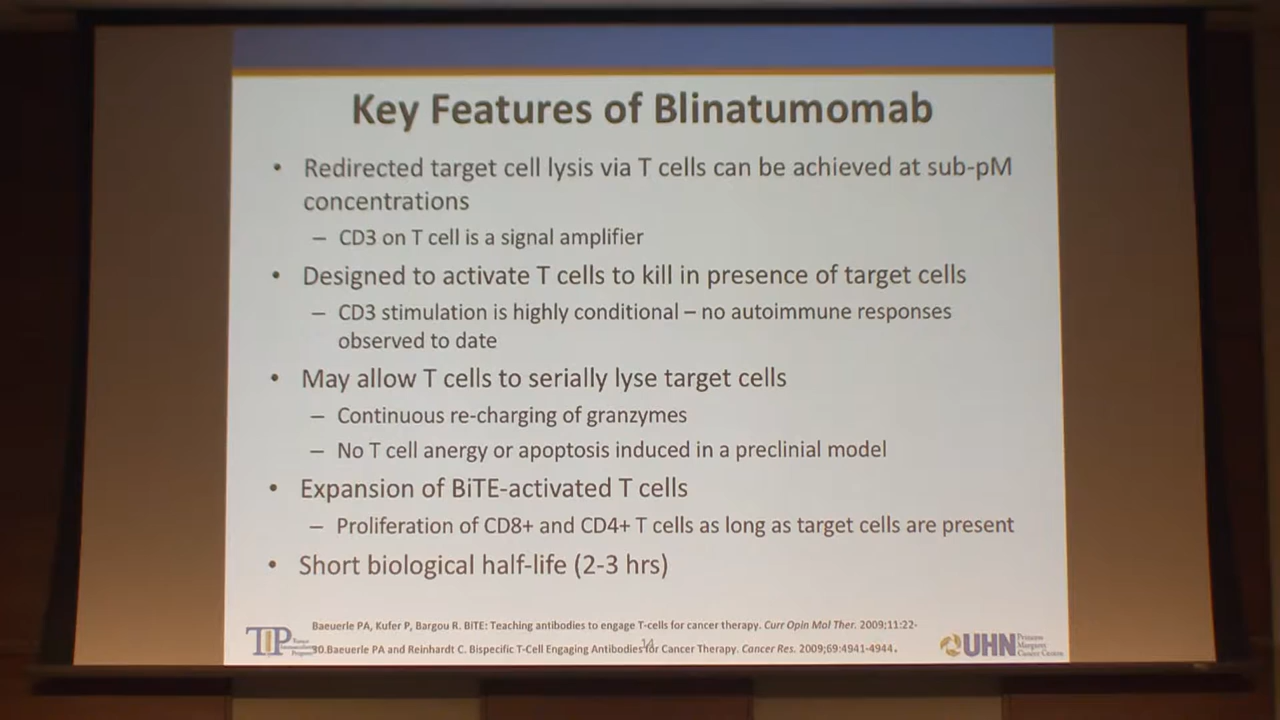 Key Features of Blinatumomab
• Redirected target cell lysis via T cells can be achieved at sub-pM
concentrations
– CD3 on T cell is a signal amplifier
• Designed to activate T cells to kill in presence of target cells
– CD3 stimulation is highly conditional – no autoimmune responses
observed to date
• May allow T cells to serially lyse target cells
– Continuous re-charging of granzymes
– No T cell anergy or apoptosis induced in a preclinial model
• Expansion of BiTE-activated T cells
– Proliferation of CD8+ and CD4+ T cells as long as target cells are present
• Short biological half-life (2-3 hrs)
Baeuerle PA, Kufer P, Bargou R. BiTE: Teaching antibodies to engage T-cells for cancer therapy. Curr Opin Mol Ther. 2009;11:22-
30.Baeuerle PA and Reinhardt C. Bispecific T-Cell Engaging Antibodies for Cancer Therapy. Cancer Res. 2009;69:4941-4944.
14
TIP
UHN Princess
Margaret
Cancer Centre